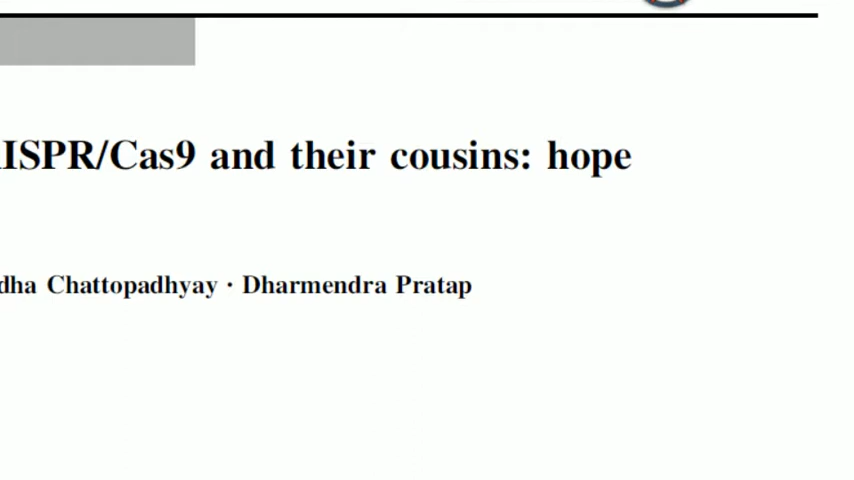 ISPR/Cas9 and their cousins: hope
dha Chattopadhyay · Dharmendra Pratap